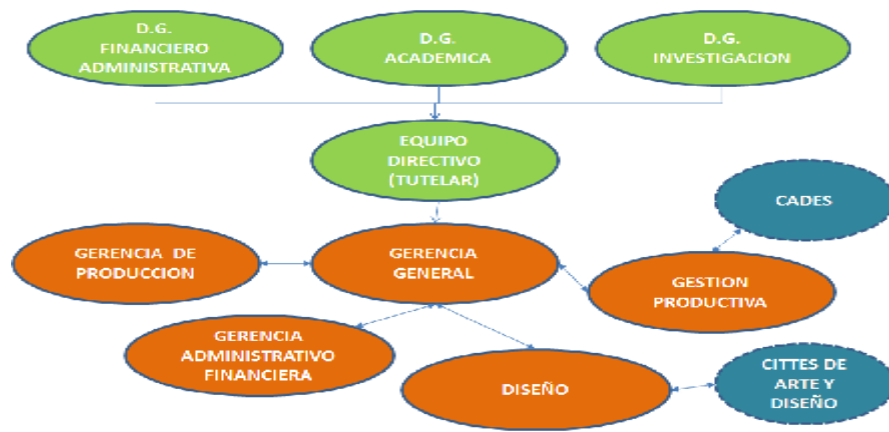 D.G.
FINANCIERO
ADMINISTRATIVA
D.G.
ACADEMICA
D.G.
INVESTIGACION
EQUIPO
DIRECTIVO
(TUTELAR)
CADES
GERENCIA DE
PRODUCCION
GERENCIA
GENERAL
GESTION
PRODUCTIVA
GERENCIA
ADMINISTRATIVO
FINANCIERA
DISEÑO
CITTES DE
ARTE Y
DISEÑO